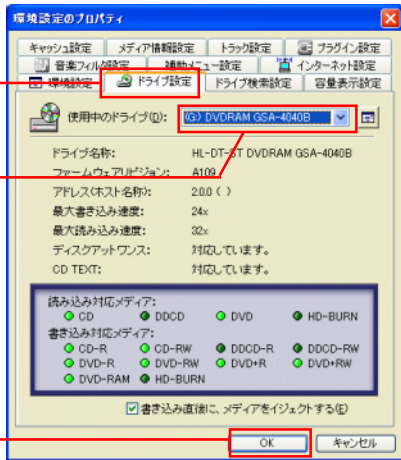 環境設定のプロパティ
キャッシュ設定 メディア情報設定 トラック設定 プラグイン設定
音楽ファイル設定 補助メニュー設定 インターネット設定
環境設定 ドライブ設定 ドライブ検索設定 容量表示設定
使用中のドライブ(D): (G:) DVDRAM GSA-4040B
ドライブ名称: HL-DT-ST DVDRAM GSA-4040B
ファームウェアリビジョン: A109
アドレス(ホスト名称): 2:0:0 ( )
最大書き込み速度: 24x
最大読み込み速度: 32x
ディスクアットワンス: 対応しています。
CD TEXT: 対応しています。
読み込み対応メディア:
CD DDCD DVD HD-BURN
書き込み対応メディア:
CD-R CD-RW DDCD-R DDCD-RW
DVD-R DVD-RW DVD+R DVD+RW
DVD-RAM HD-BURN
書き込み直後に、メディアをイジェクトする(E)
OK キャンセル